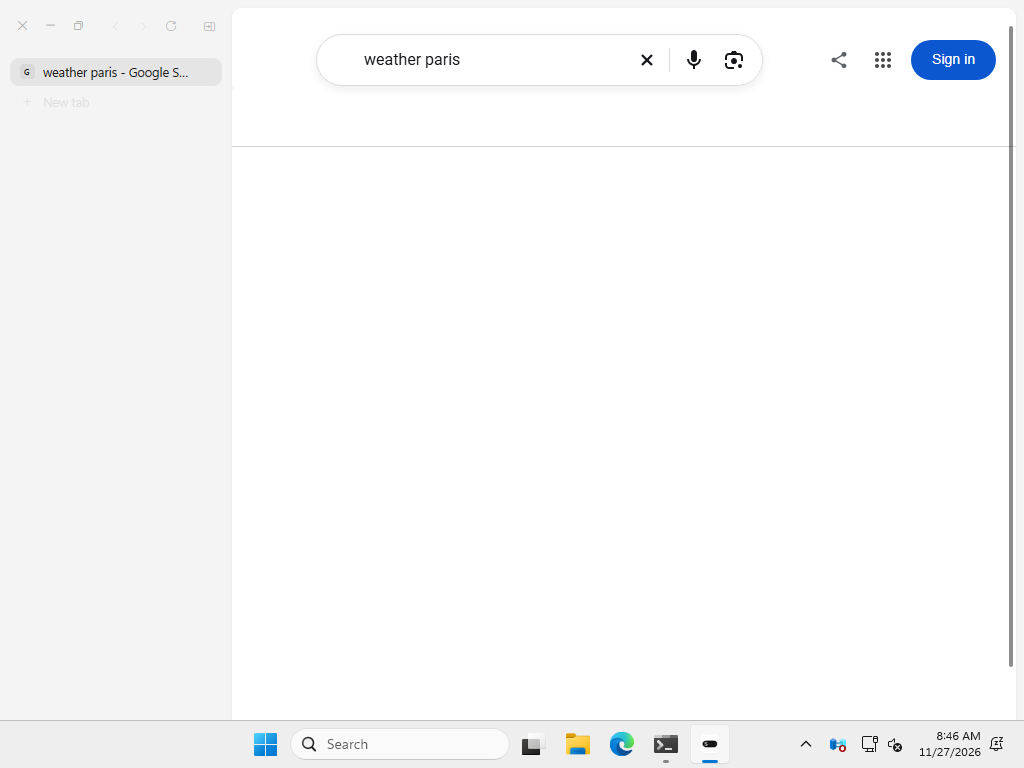 weather paris
Sign in
G weather paris - Google S...
New tab
Search
8:46 AM
11/27/2026